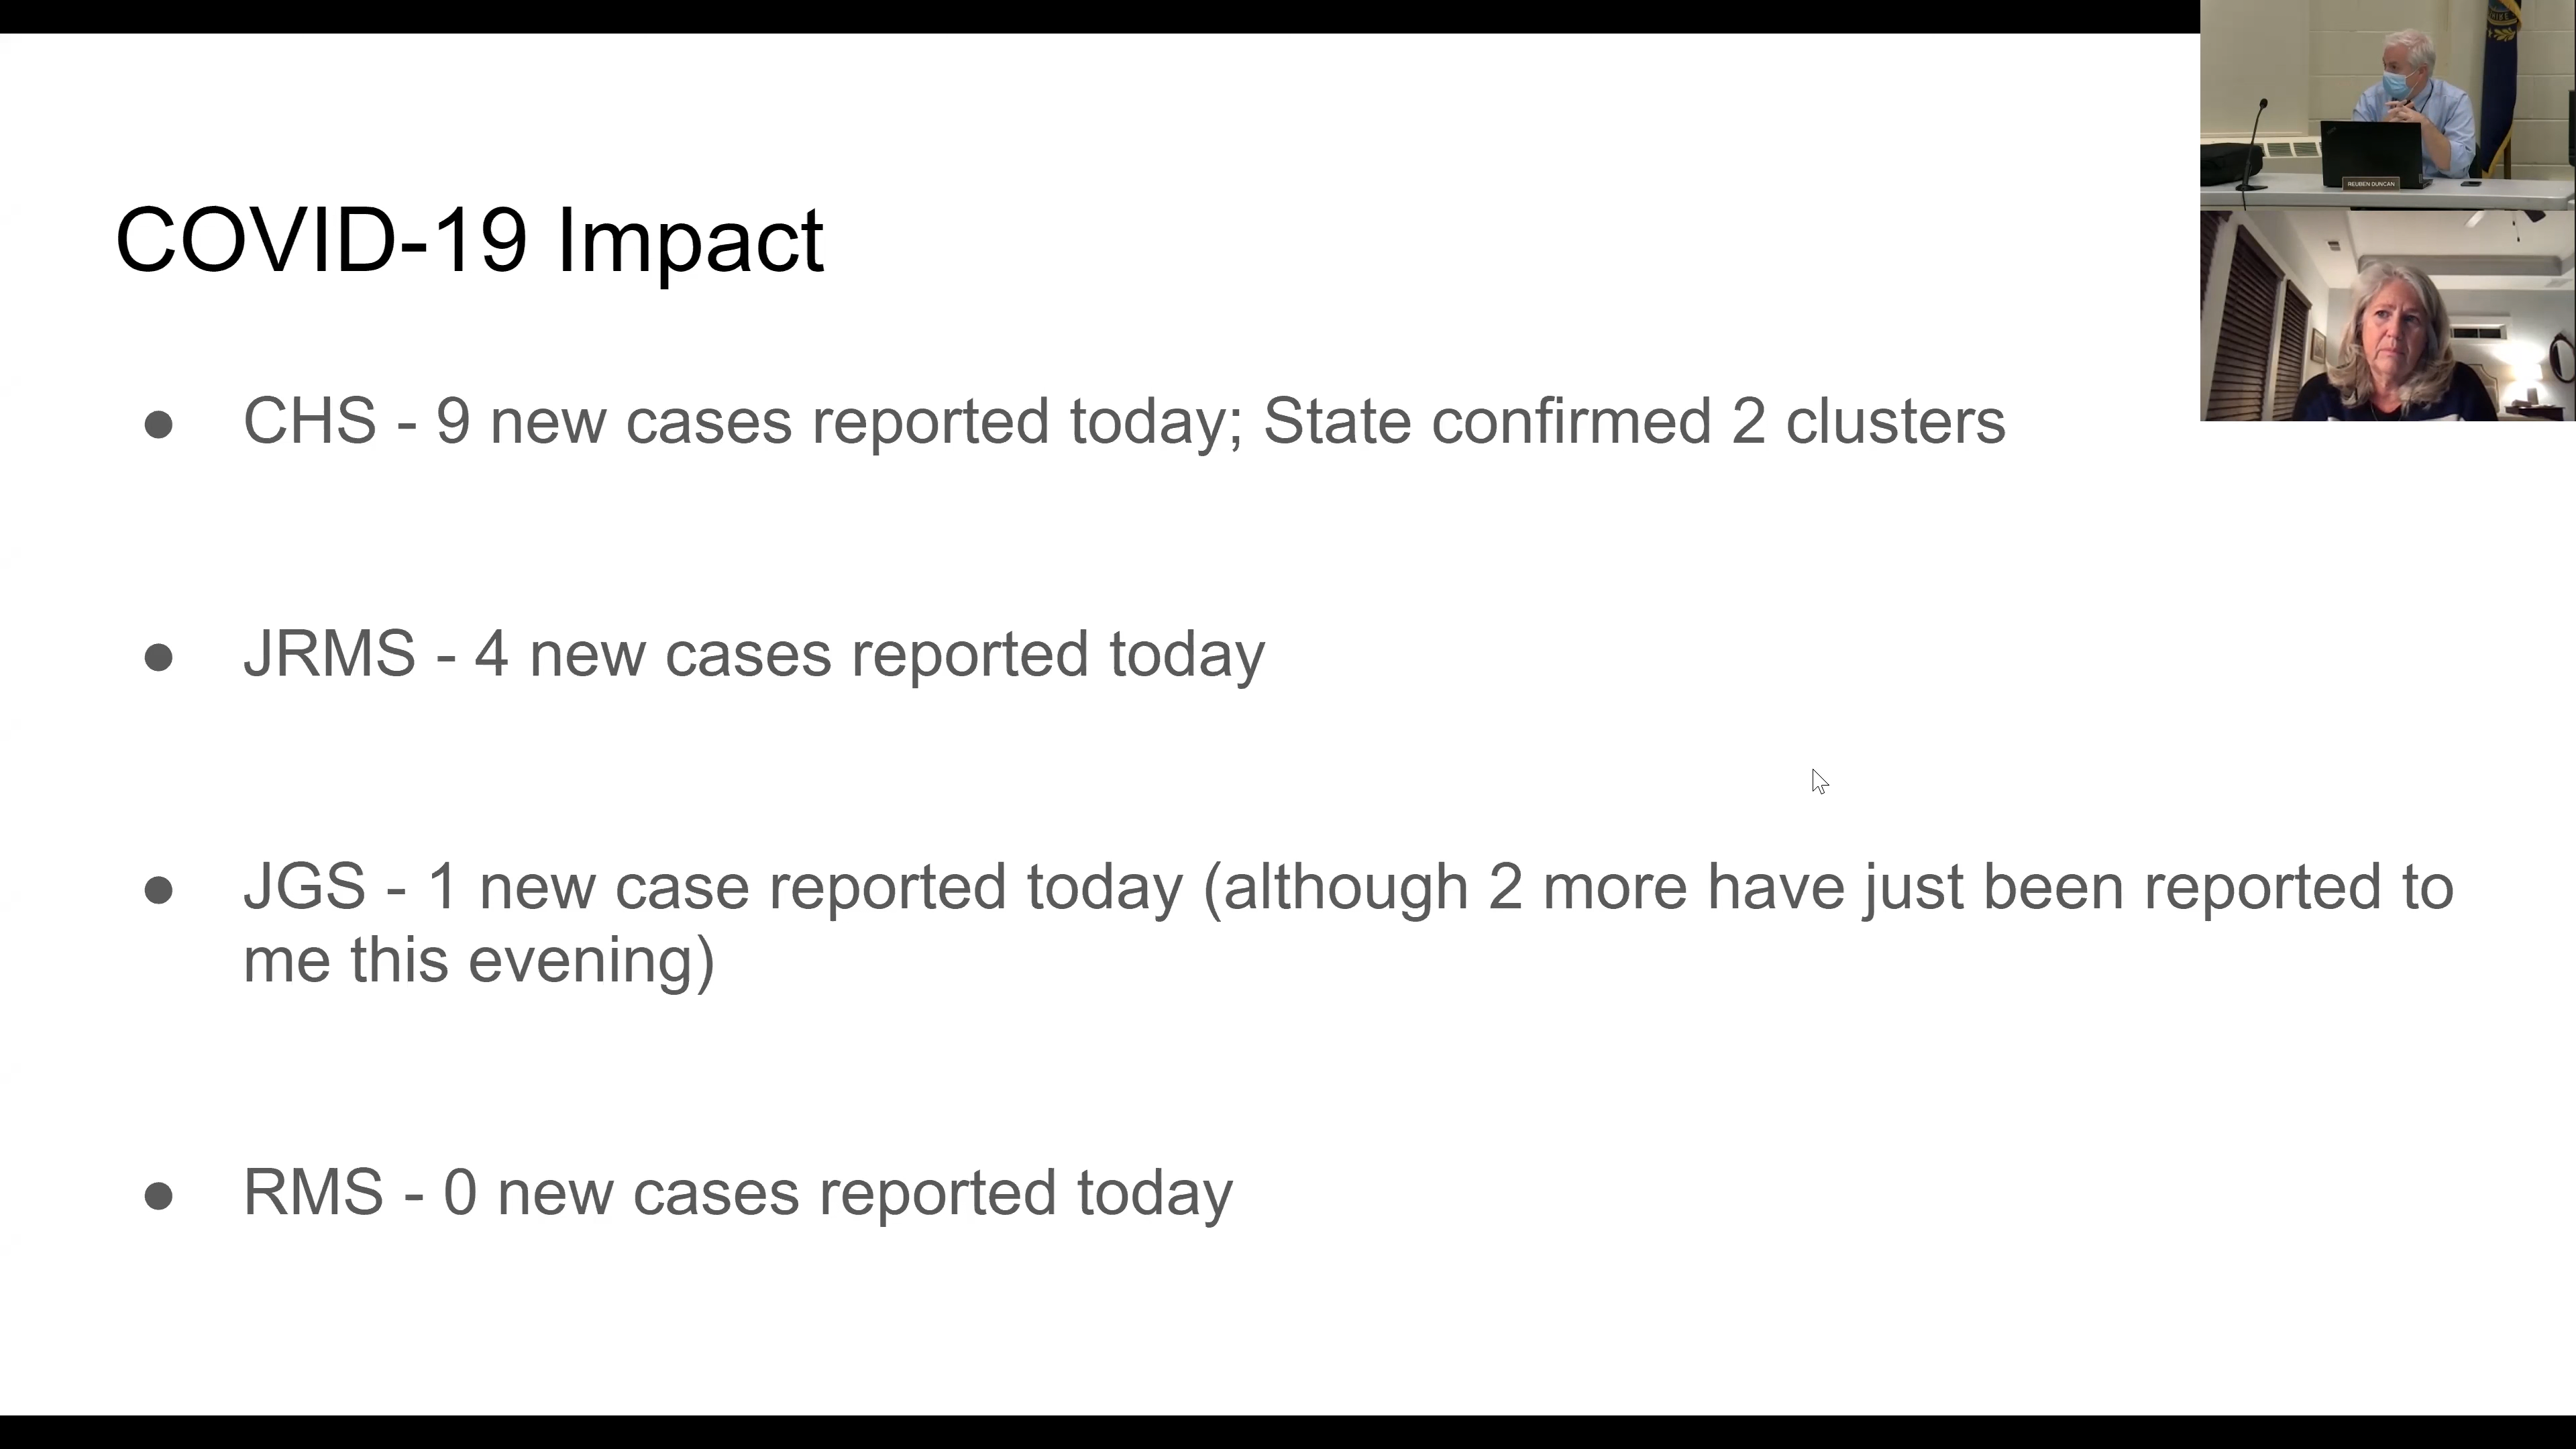 COVID-19 Impact
● CHS - 9 new cases reported today; State confirmed 2 clusters
● JRMS - 4 new cases reported today
● JGS - 1 new case reported today (although 2 more have just been reported to
me this evening)
● RMS - 0 new cases reported today
REUBEN DUNCAN